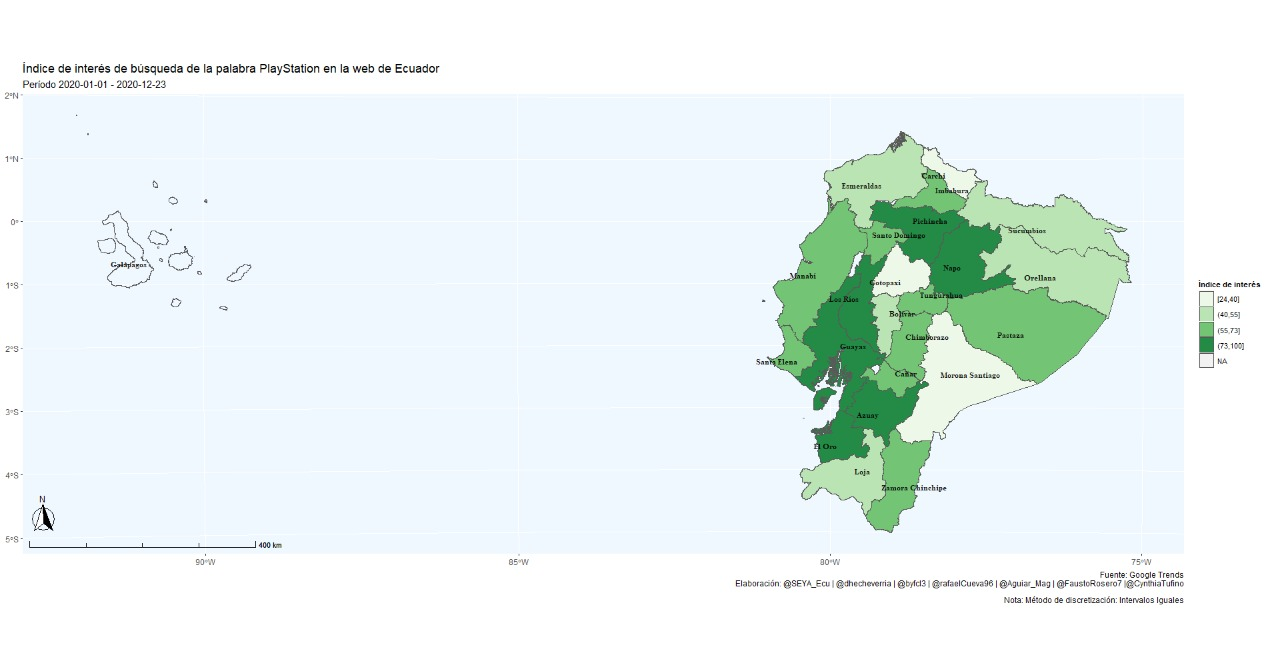 Índice de interés de búsqueda de la palabra PlayStation en la web de Ecuador
Período 2020-01-01 - 2020-12-23
2°N
1°N
0°
1°S
2°S
3°S
4°S
5°S
Galápagos
Carchi
Esmeraldas
Imbabura
Pichincha
Sucumbios
Santo Domingo
Napo
Manabí
Orellana
Cotopaxi
Tungurahua
Los Ríos
Bolívar
Chimborazo
Pastaza
Guayas
Santa Elena
Cañar
Morona Santiago
Azuay
El Oro
Loja
Zamora Chinchipe
Índice de interés
[24,40]
(40,55]
(55,73]
(73,100]
NA
N
400 km
90°W
85°W
80°W
75°W
Fuente: Google Trends
Elaboración: @SEYA_Ecu | @dhecheverria | @byfcl3 | @rafaelCueva96 | @Aguiar_Mag | @FaustoRosero7 |@CynthiaTufino
Nota: Método de discretización: Intervalos Iguales